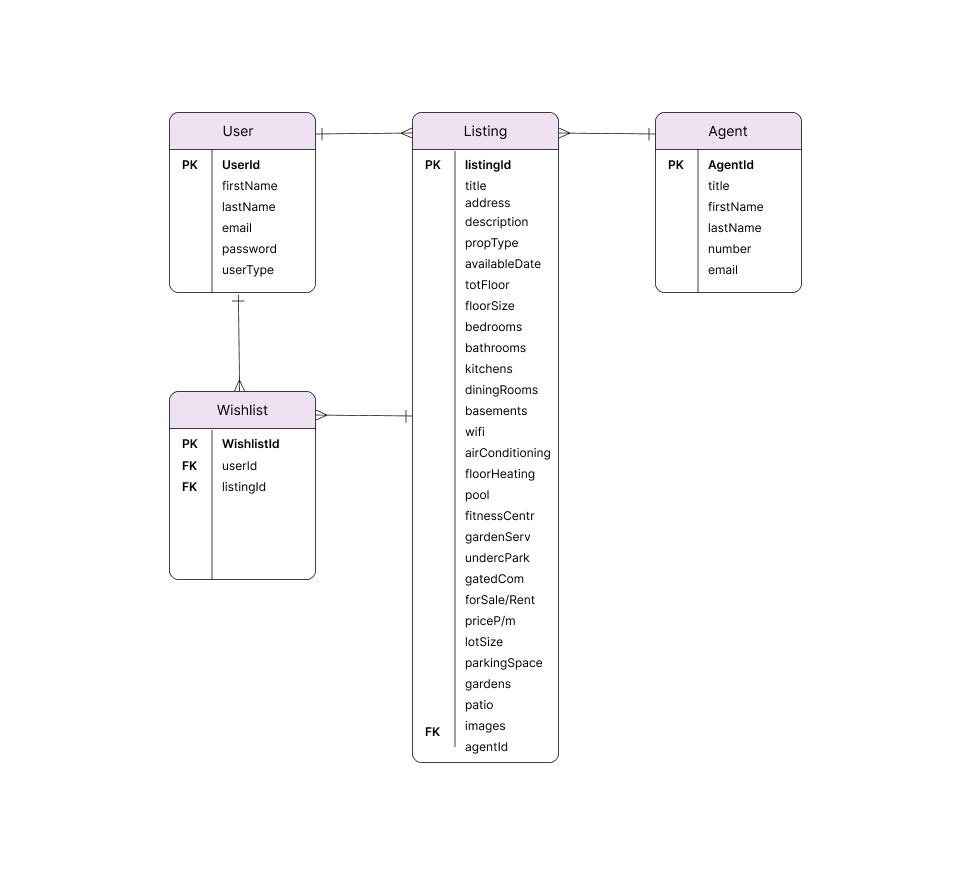 User
PK UserId
firstName
lastName
email
password
userType
Listing
PK listingId
title
address
description
propType
availableDate
totFloor
floorSize
bedrooms
bathrooms
kitchens
diningRooms
basements
wifi
airConditioning
floorHeating
pool
fitnessCentr
gardenServ
undercPark
gatedCom
forSale/Rent
priceP/m
lotSize
parkingSpace
gardens
patio
images
FK agentId
Agent
PK AgentId
title
firstName
lastName
number
email
Wishlist
PK WishlistId
FK userId
FK listingId